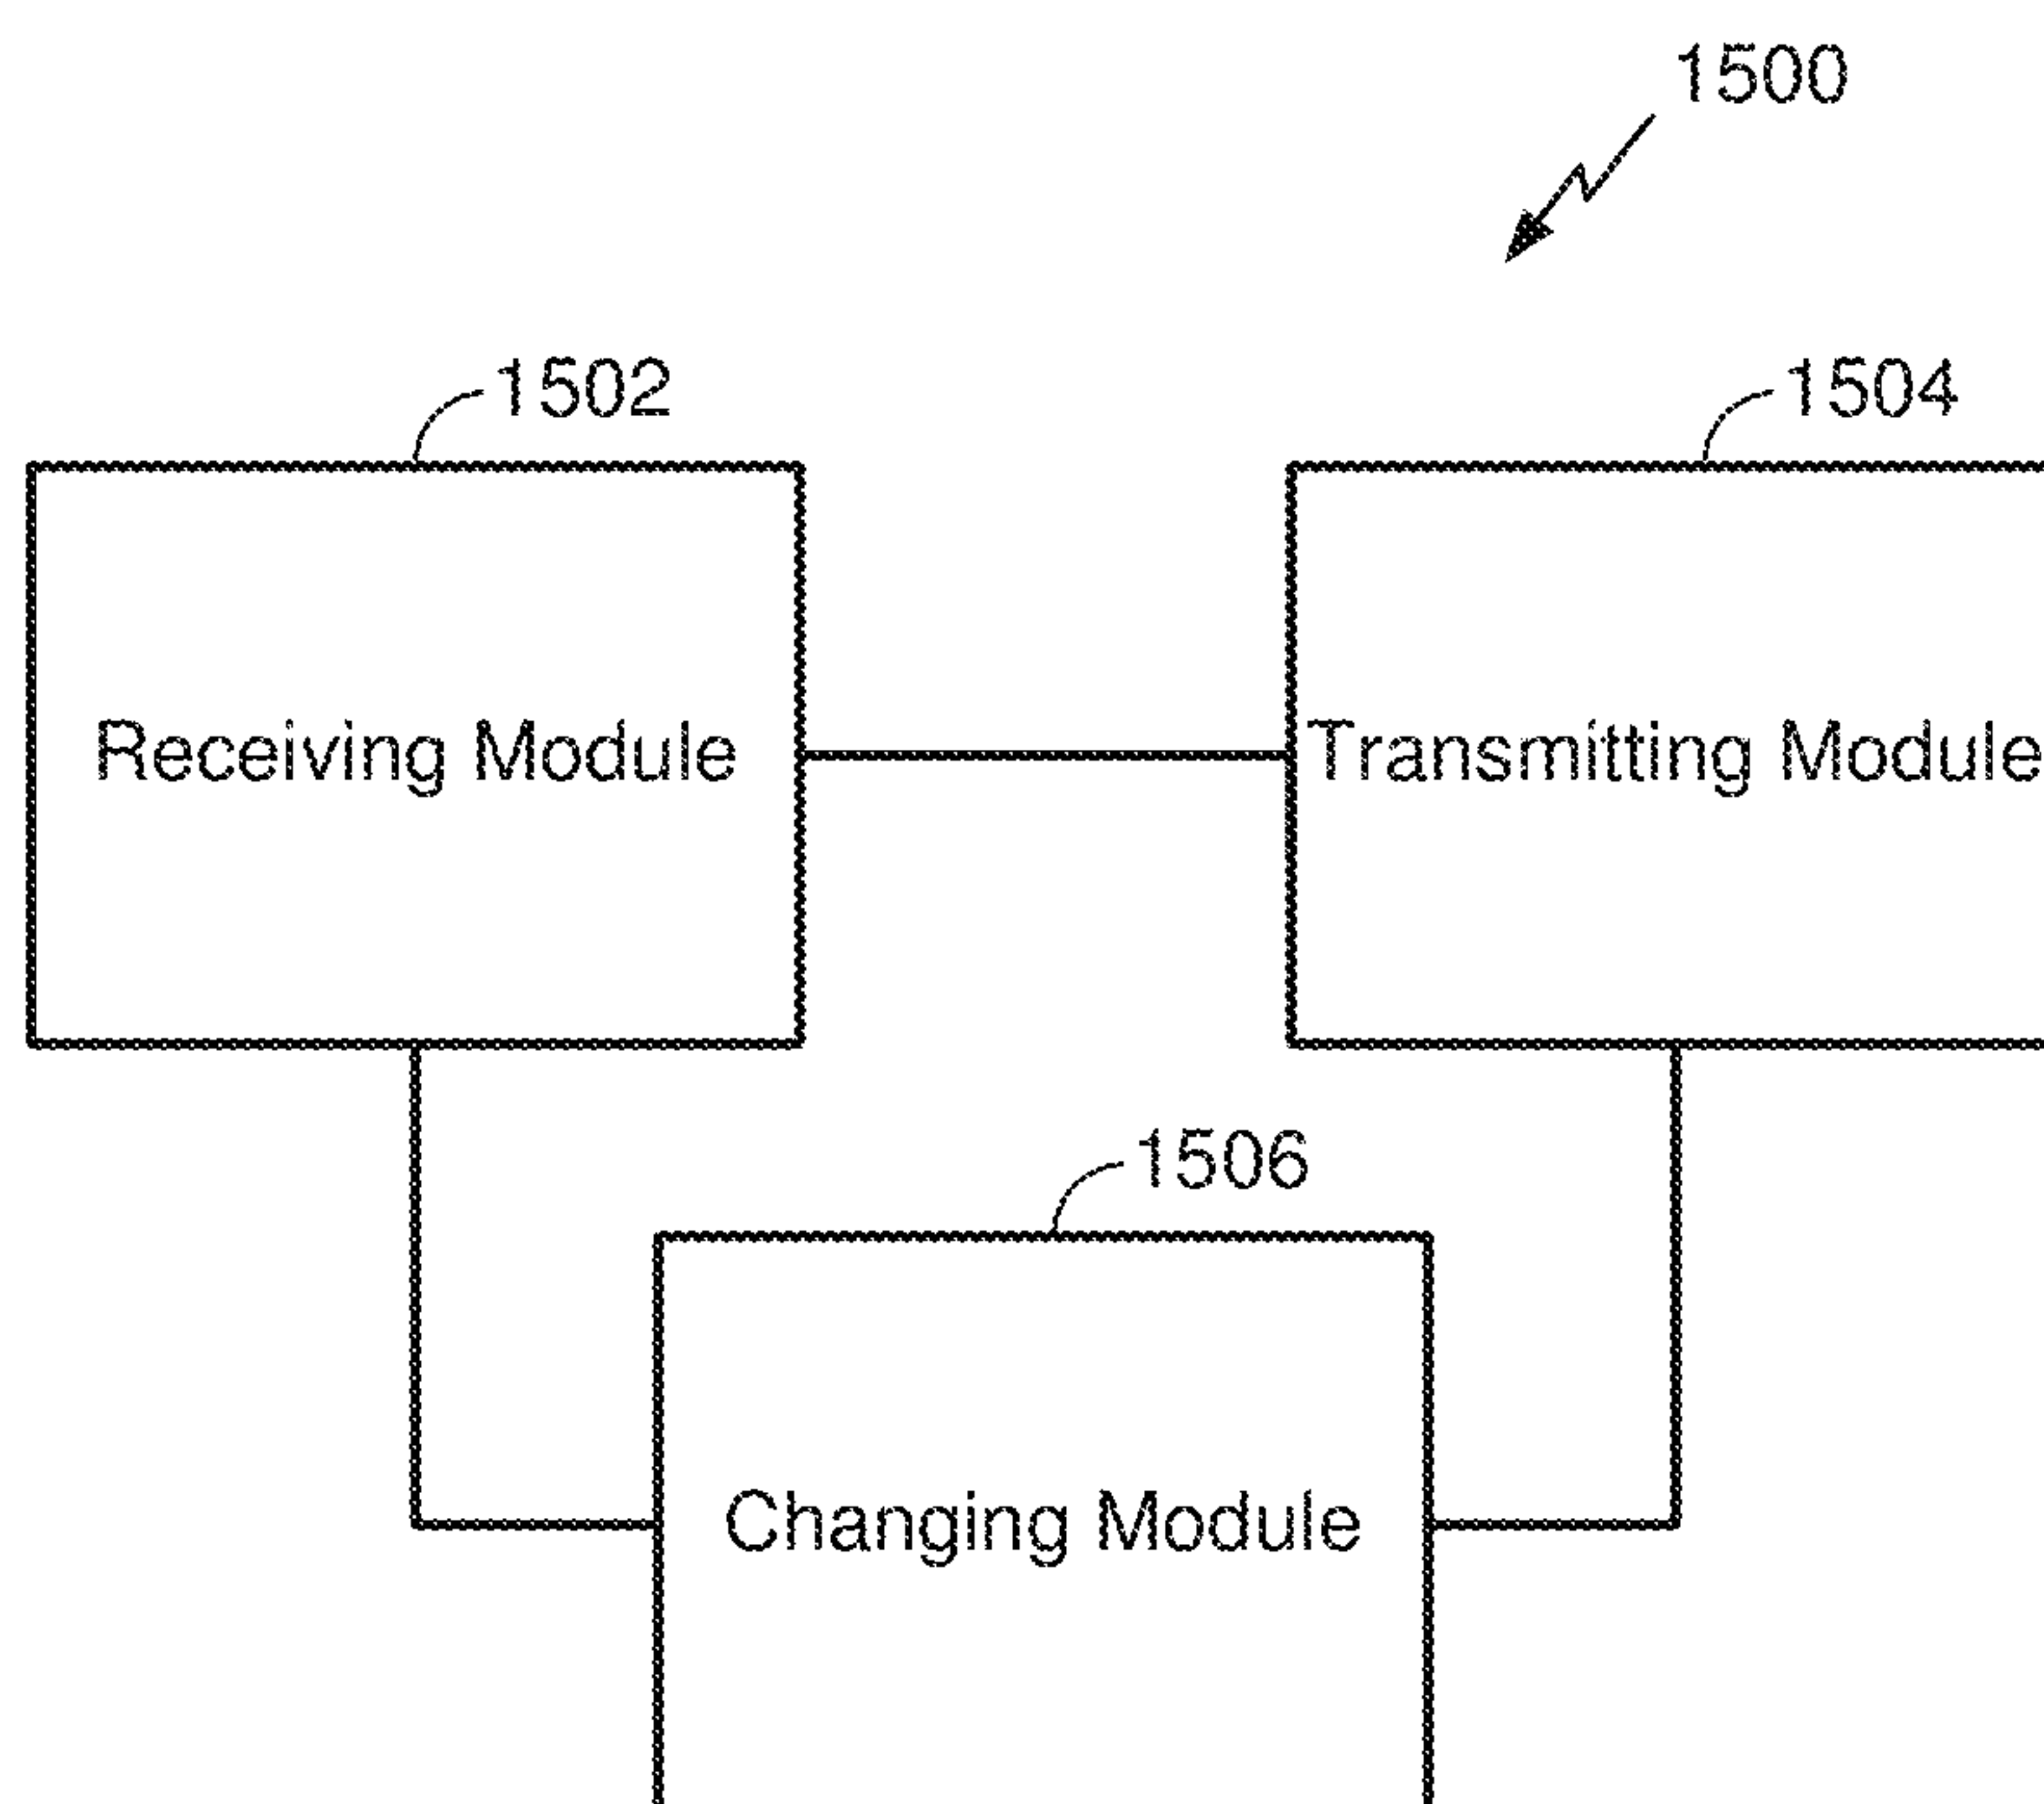 1500
1502
1504
Receiving Module
Transmitting Module
1506
Changing Module